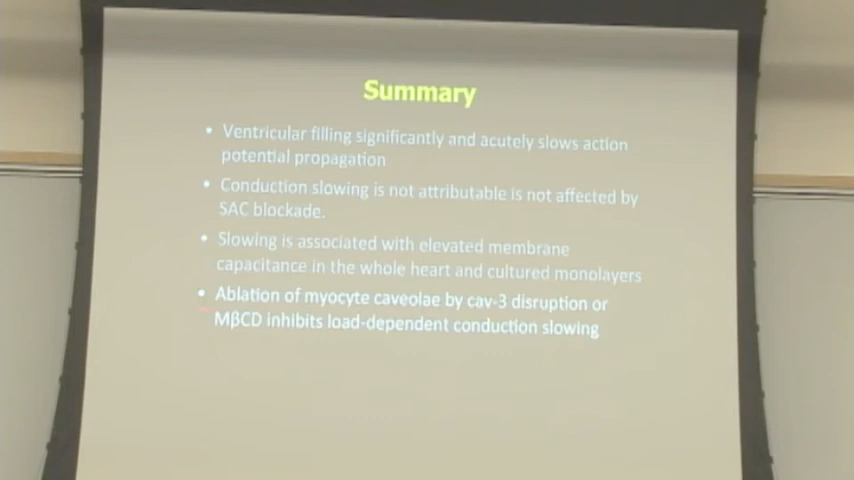 Summary
• Ventricular filling significantly and acutely slows action
potential propagation
• Conduction slowing is not attributable is not affected by
SAC blockade.
• Slowing is associated with elevated membrane
capacitance in the whole heart and cultured monolayers
• Ablation of myocyte caveolae by cav-3 disruption or
MβCD inhibits load-dependent conduction slowing